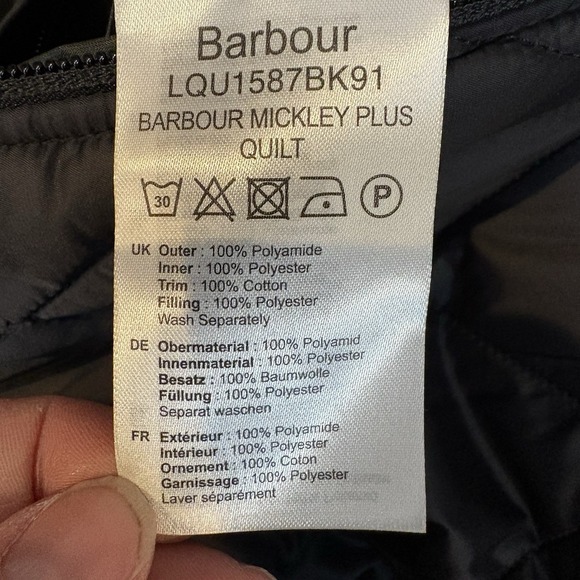 Barbour
LQU1587BK91
BARBOUR MICKLEY PLUS
QUILT
30 P
UK Outer : 100% Polyamide
Inner : 100% Polyester
Trim : 100% Cotton
Filling : 100% Polyester
Wash Separately
DE Obermaterial : 100% Polyamid
Innenmaterial : 100% Polyester
Besatz : 100% Baumwolle
Füllung : 100% Polyester
Separat waschen
FR Extérieur : 100% Polyamide
Intérieur : 100% Polyester
Ornement : 100% Coton
Garnissage : 100% Polyester
Laver séparément